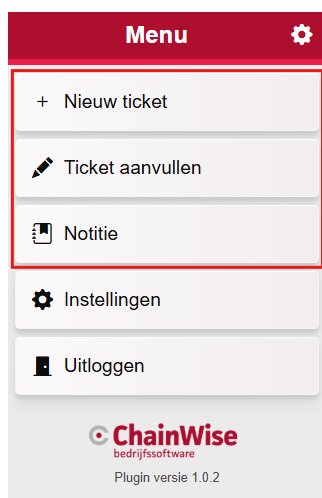 Menu
Nieuw ticket
Ticket aanvullen
Notitie
Instellingen
Uitloggen
ChainWise
bedrijfssoftware
Plugin versie 1.0.2